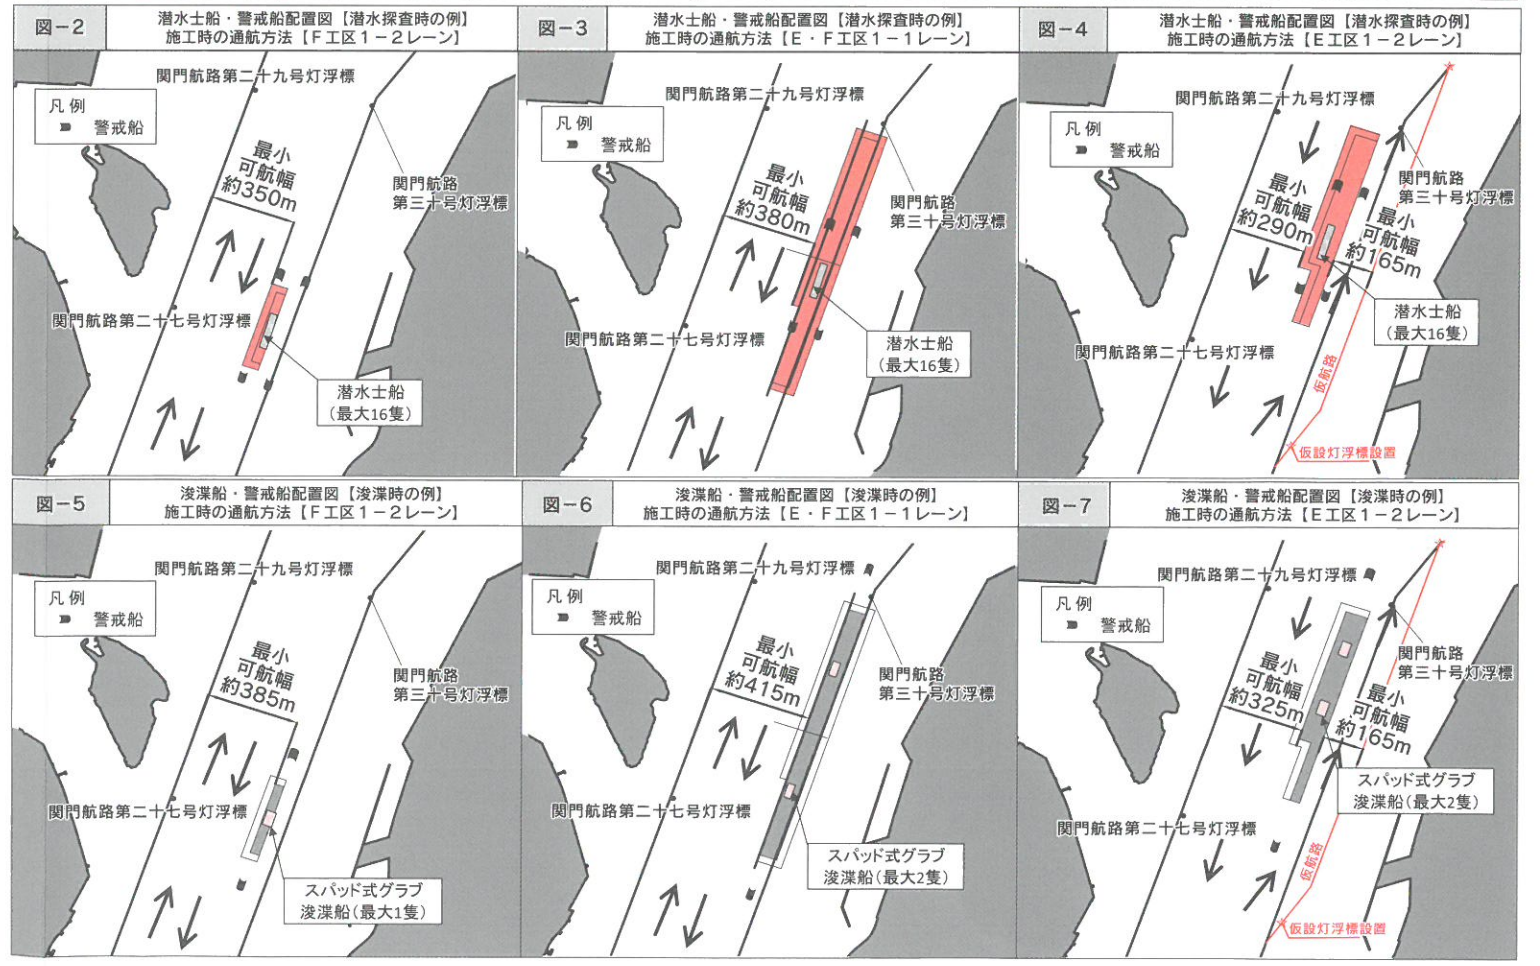 図-2
潜水士船・警戒船配置図【潜水探査時の例】
施工時の通航方法【F工区1-2レーン】
関門航路第二十九号灯浮標
凡例
警戒船
最小
可航幅
約350m
関門航路
第三十号灯浮標
関門航路第二十七号灯浮標
潜水士船
(最大16隻)
図-3
潜水士船・警戒船配置図【潜水探査時の例】
施工時の通航方法【E・F工区1-1レーン】
関門航路第二十九号灯浮標
凡例
警戒船
最小
可航幅
約380m
関門航路
第三十号灯浮標
関門航路第二十七号灯浮標
潜水士船
(最大16隻)
図-4
潜水士船・警戒船配置図【潜水探査時の例】
施工時の通航方法【E工区1-2レーン】
関門航路第二十九号灯浮標
凡例
警戒船
関門航路
第三十号灯浮標
最小
可航幅
約290m
最小
可航幅
約165m
潜水士船
(最大16隻)
関門航路第二十七号灯浮標
仮航路
仮設灯浮標設置
図-5
浚渫船・警戒船配置図【浚渫時の例】
施工時の通航方法【F工区1-2レーン】
関門航路第二十九号灯浮標
凡例
警戒船
最小
可航幅
約385m
関門航路
第三十号灯浮標
関門航路第二十七号灯浮標
スパッド式グラブ
浚渫船(最大1隻)
図-6
浚渫船・警戒船配置図【浚渫時の例】
施工時の通航方法【E・F工区1-1レーン】
関門航路第二十九号灯浮標
凡例
警戒船
最小
可航幅
約415m
関門航路
第三十号灯浮標
関門航路第二十七号灯浮標
スパッド式グラブ
浚渫船(最大2隻)
図-7
浚渫船・警戒船配置図【浚渫時の例】
施工時の通航方法【E工区1-2レーン】
関門航路第二十九号灯浮標
凡例
警戒船
関門航路
第三十号灯浮標
最小
可航幅
約325m
最小
可航幅
約165m
スパッド式グラブ
浚渫船(最大2隻)
関門航路第二十七号灯浮標
仮航路
仮設灯浮標設置